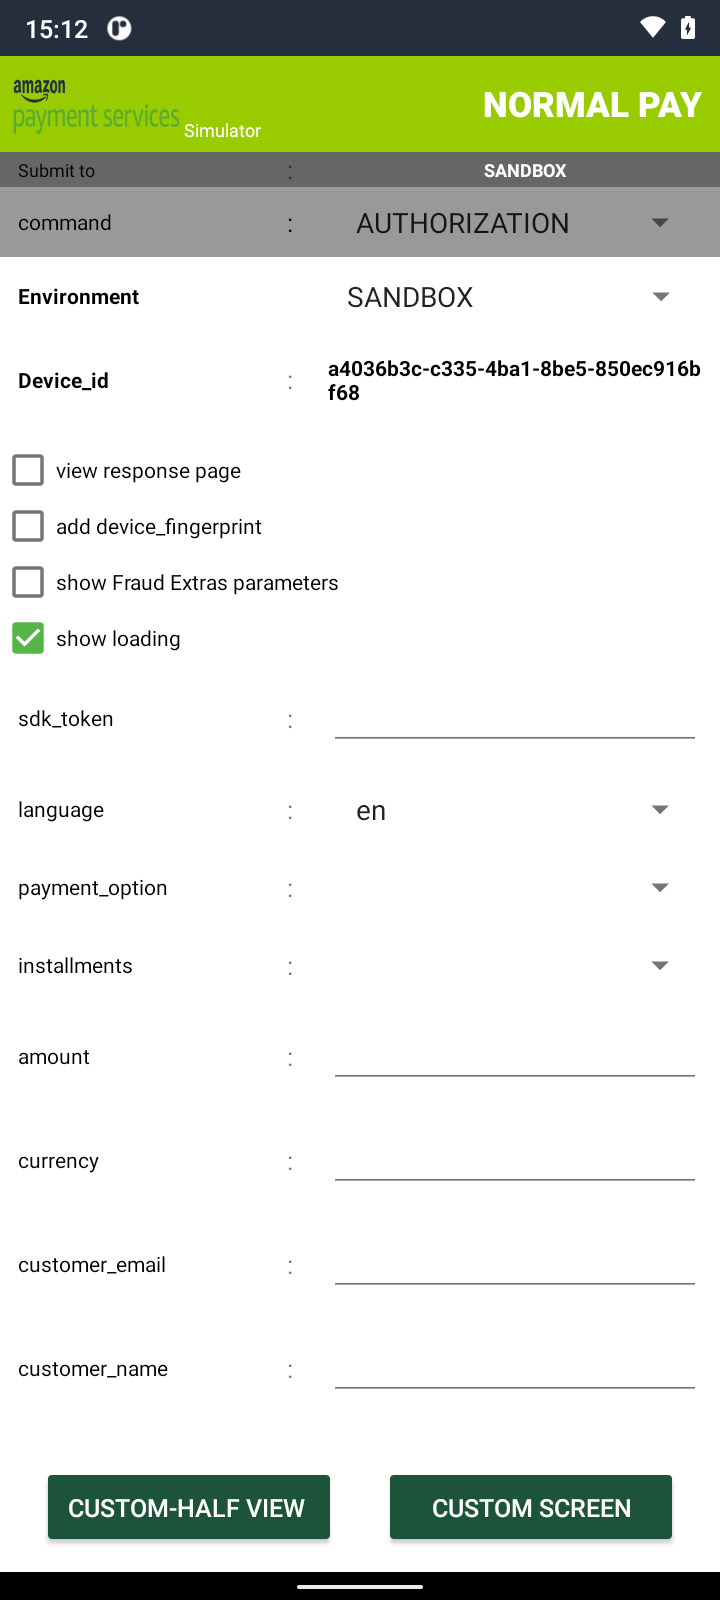 15:12
amazon
payment services Simulator
NORMAL PAY
Submit to : SANDBOX
command : AUTHORIZATION
Environment SANDBOX
Device_id : a4036b3c-c335-4ba1-8be5-850ec916b
f68
view response page
add device_fingerprint
show Fraud Extras parameters
show loading
sdk_token :
language : en
payment_option :
installments :
amount :
currency :
customer_email :
customer_name :
CUSTOM-HALF VIEW CUSTOM SCREEN